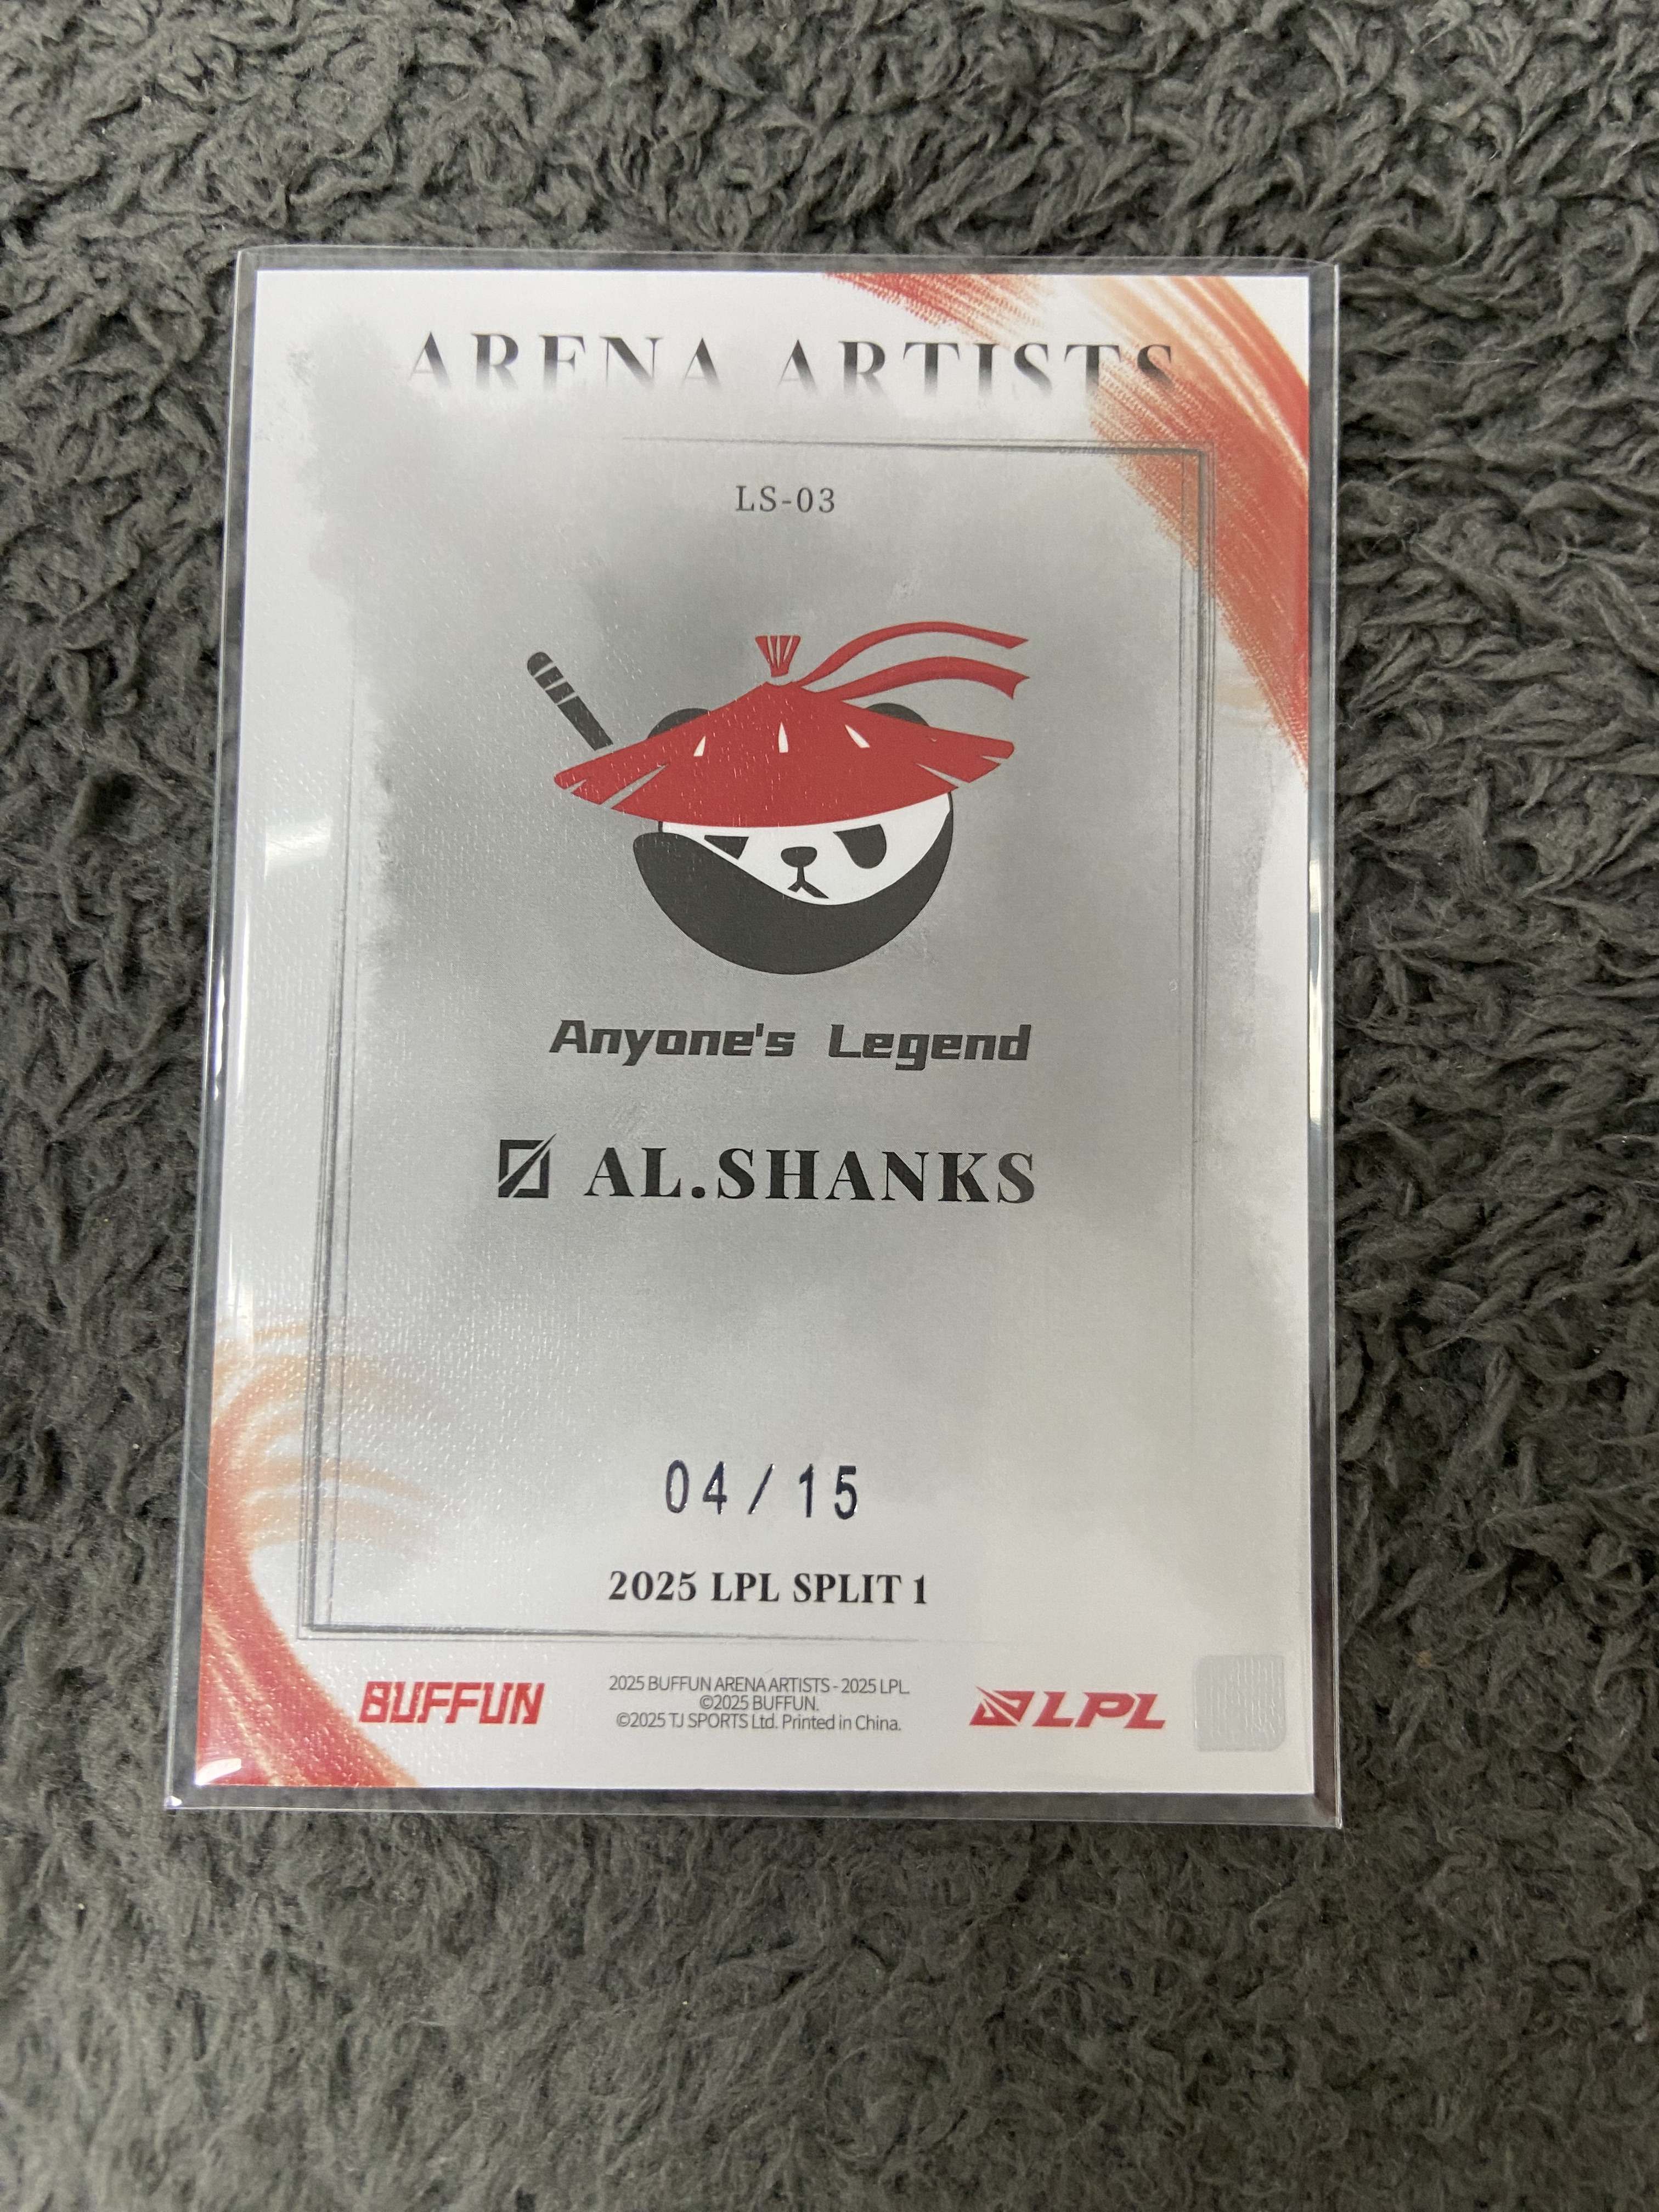 ARENA ARTISTS
LS-03
Anyone's Legend
AL.SHANKS
04/15
2025 LPL SPLIT 1
BUFFUN
2025 BUFFUN ARENA ARTISTS - 2025 LPL.
©2025 BUFFUN.
©2025 TJ SPORTS Ltd. Printed in China.
LPL